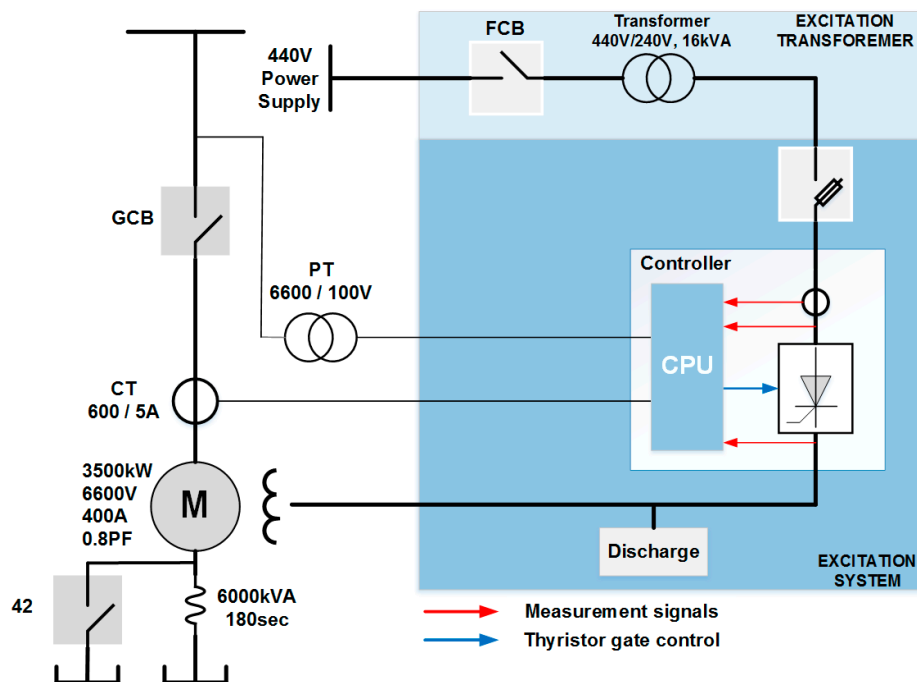 FCB
Transformer
440V/240V, 16kVA
EXCITATION
TRANSFOREMER
440V
Power
Supply
GCB
PT
6600 / 100V
Controller
CPU
CT
600 / 5A
3500kW
6600V
400A
0.8PF
M
Discharge
42
6000kVA
180sec
EXCITATION
SYSTEM
Measurement signals
Thyristor gate control